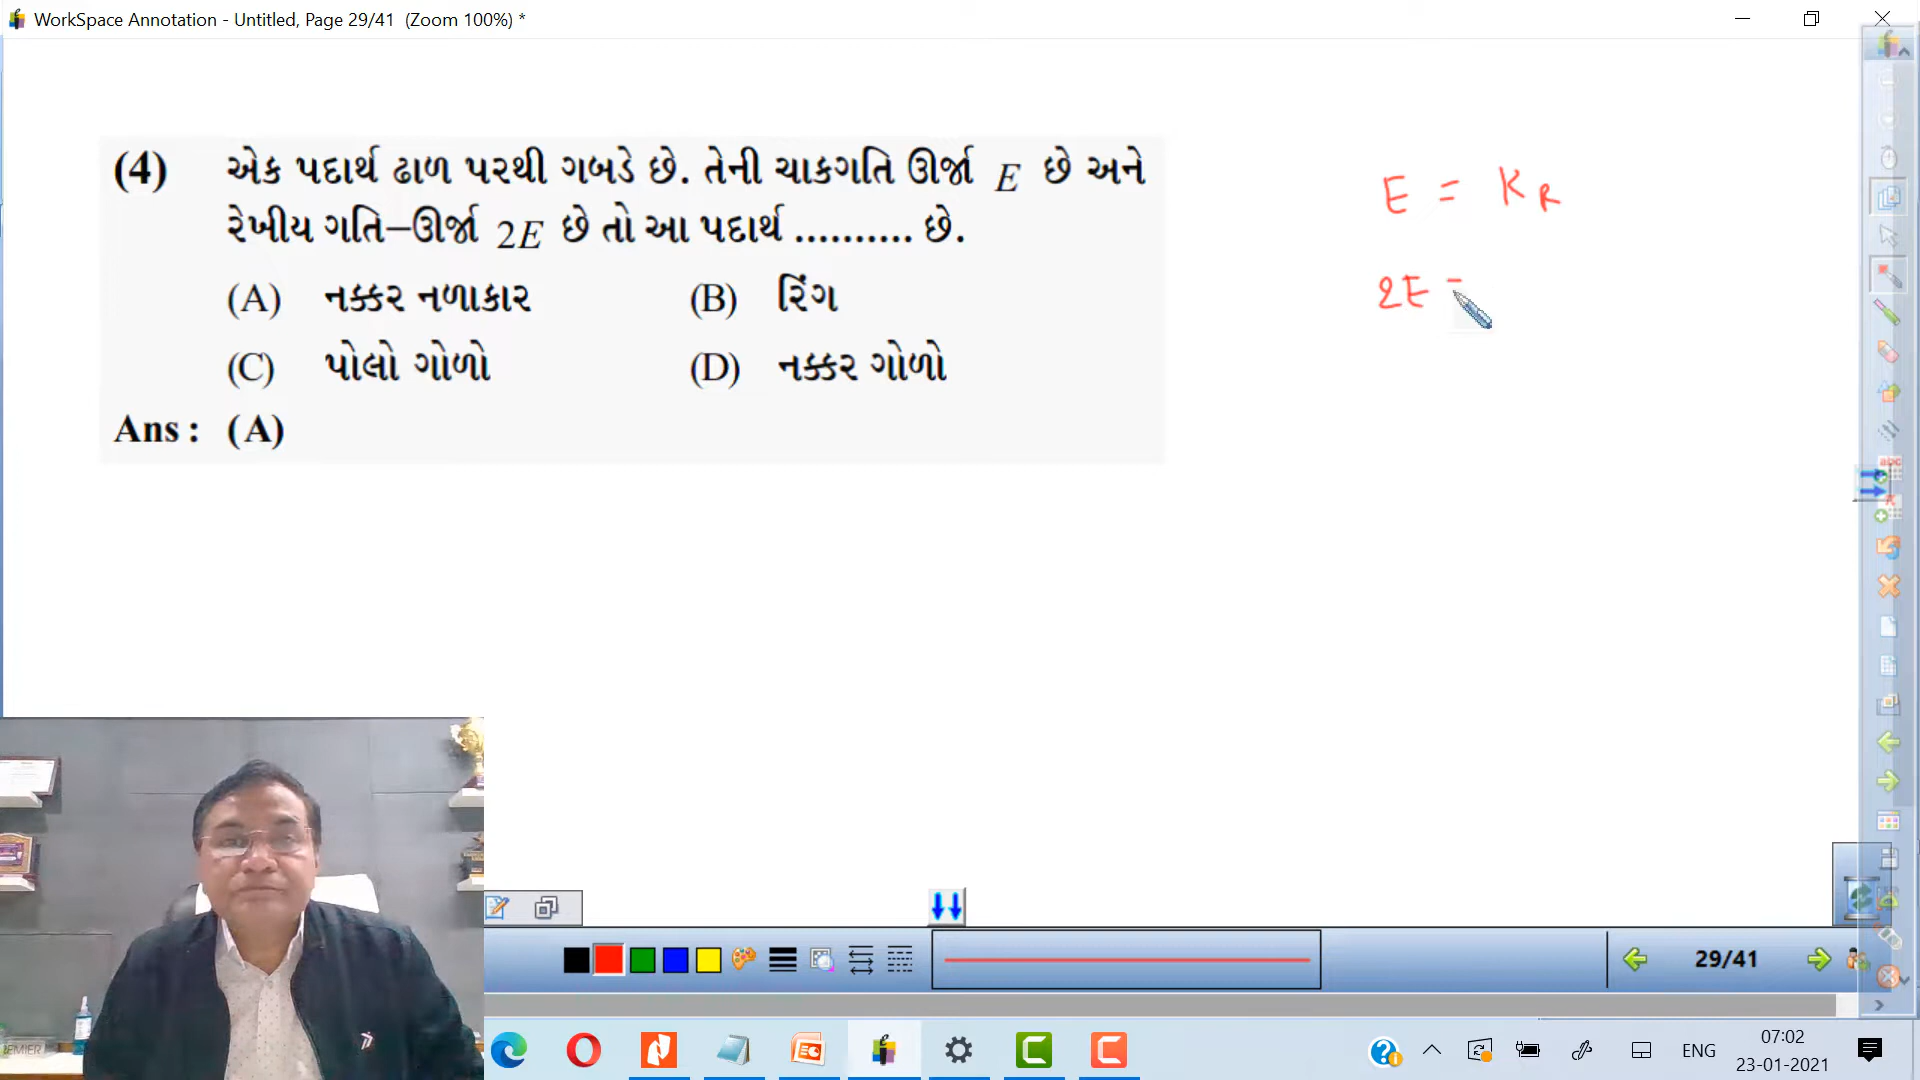 WorkSpace Annotation - Untitled, Page 29/41 (Zoom 100%) *
(4) એક પદાર્થ ઢાળ પરથી ગબડે છે. તેની ચાકગતિ ઊર્જા E છે અને
રેખીય ગતિ–ઊર્જા 2E છે તો આ પદાર્થ .......... છે.
(A) નક્કર નળાકાર (B) રિંગ
(C) પોલો ગોળો (D) નક્કર ગોળો
Ans : (A)
E = K_R
2E =
29/41
ENG
07:02
23-01-2021